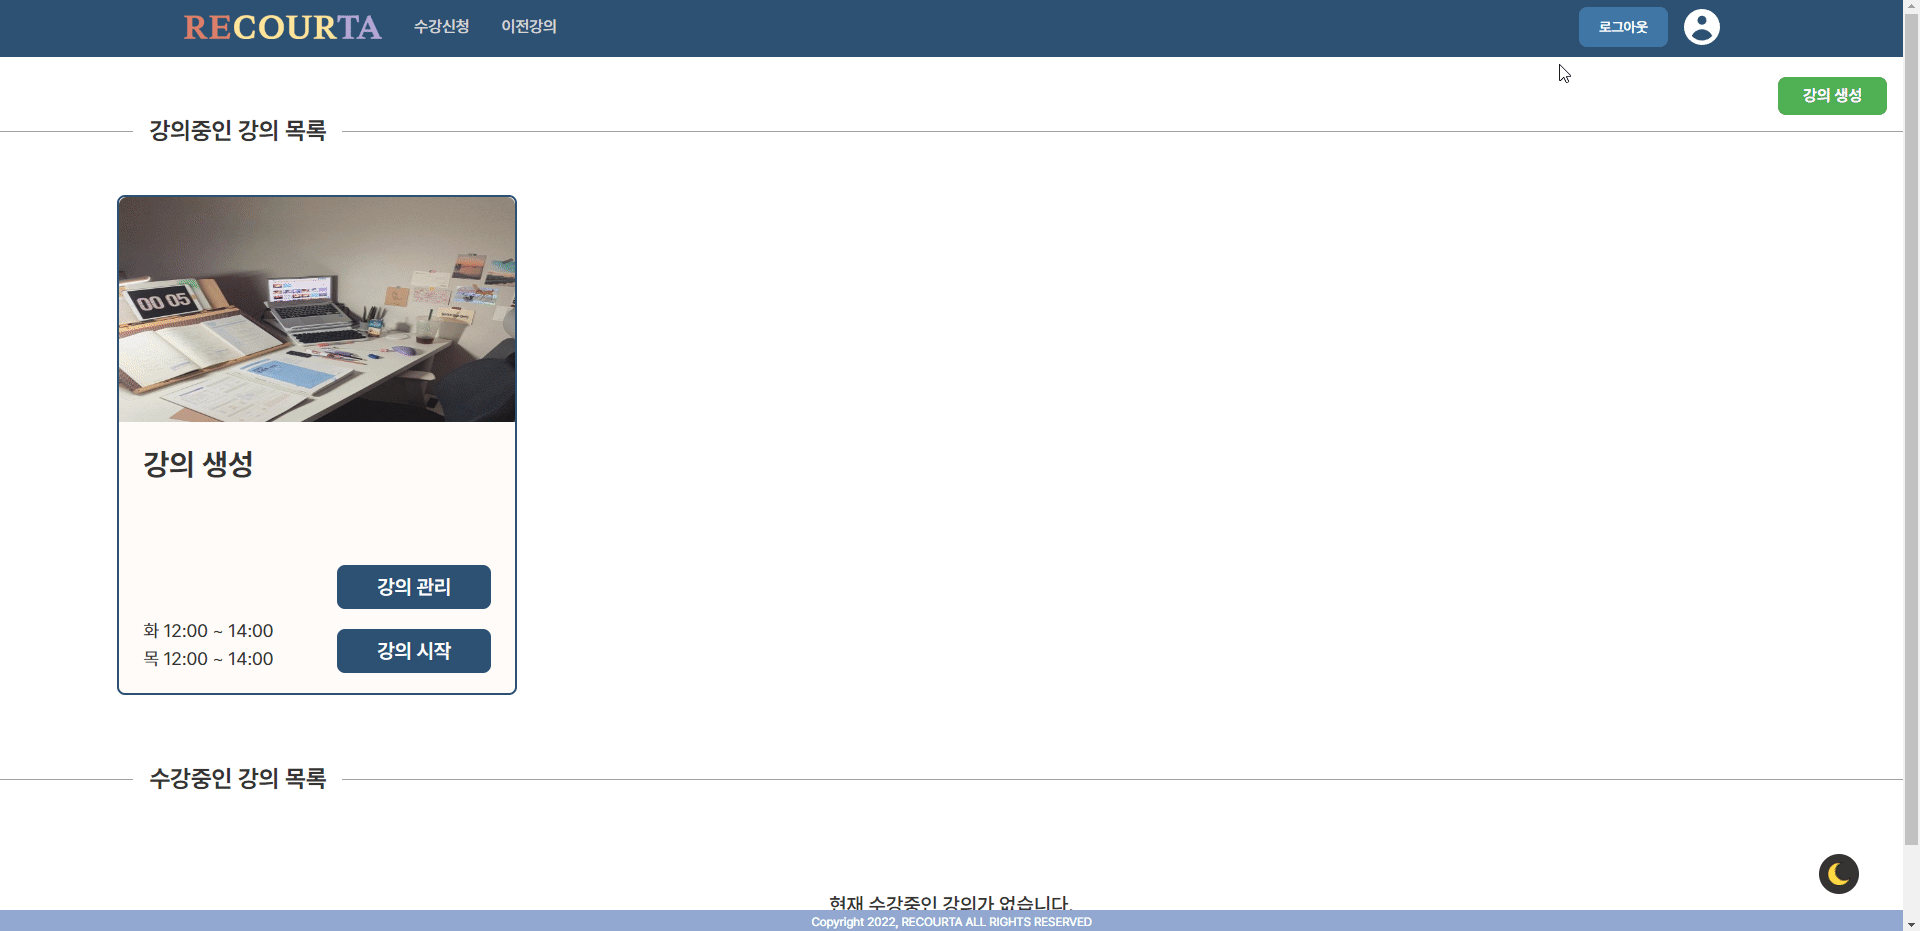 RECOURTA 수강신청 이전강의 로그아웃
강의 생성
강의중인 강의 목록
00 05
강의 생성
강의 관리
화 12:00 ~ 14:00
목 12:00 ~ 14:00
강의 시작
수강중인 강의 목록
현재 수강중인 강의가 없습니다.
Copyright 2022, RECOURTA ALL RIGHTS RESERVED